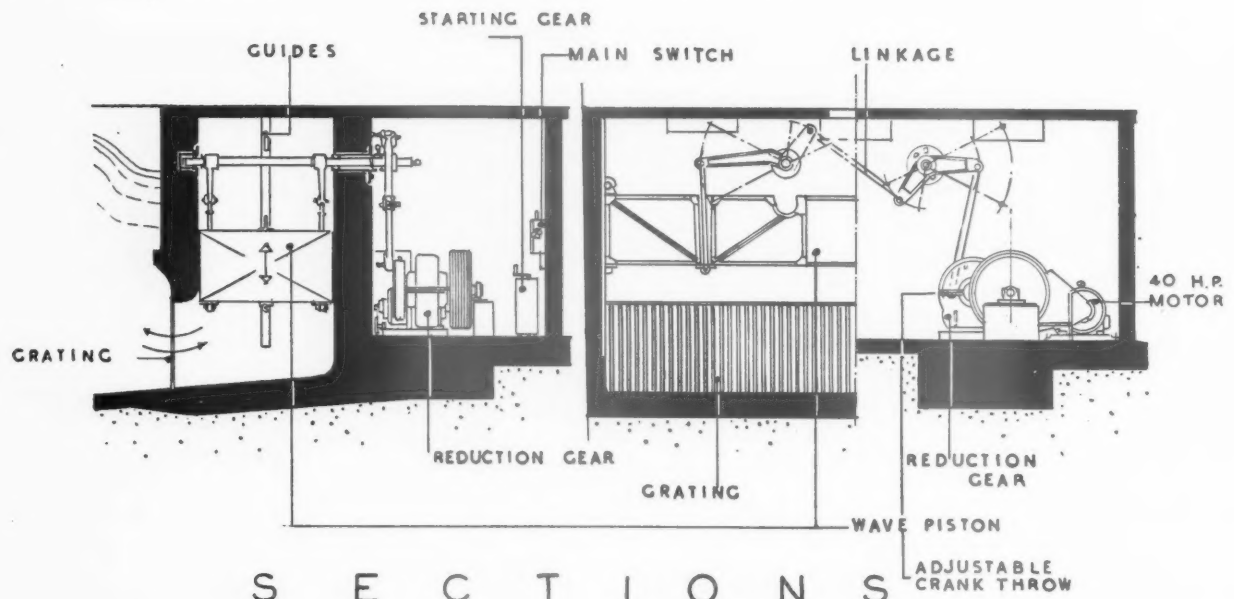 STARTING GEAR
GUIDES
MAIN SWITCH
LINKAGE
40 H.P.
MOTOR
GRATING
REDUCTION GEAR
GRATING
REDUCTION
GEAR
WAVE PISTON
ADJUSTABLE
CRANK THROW
SECTIONS